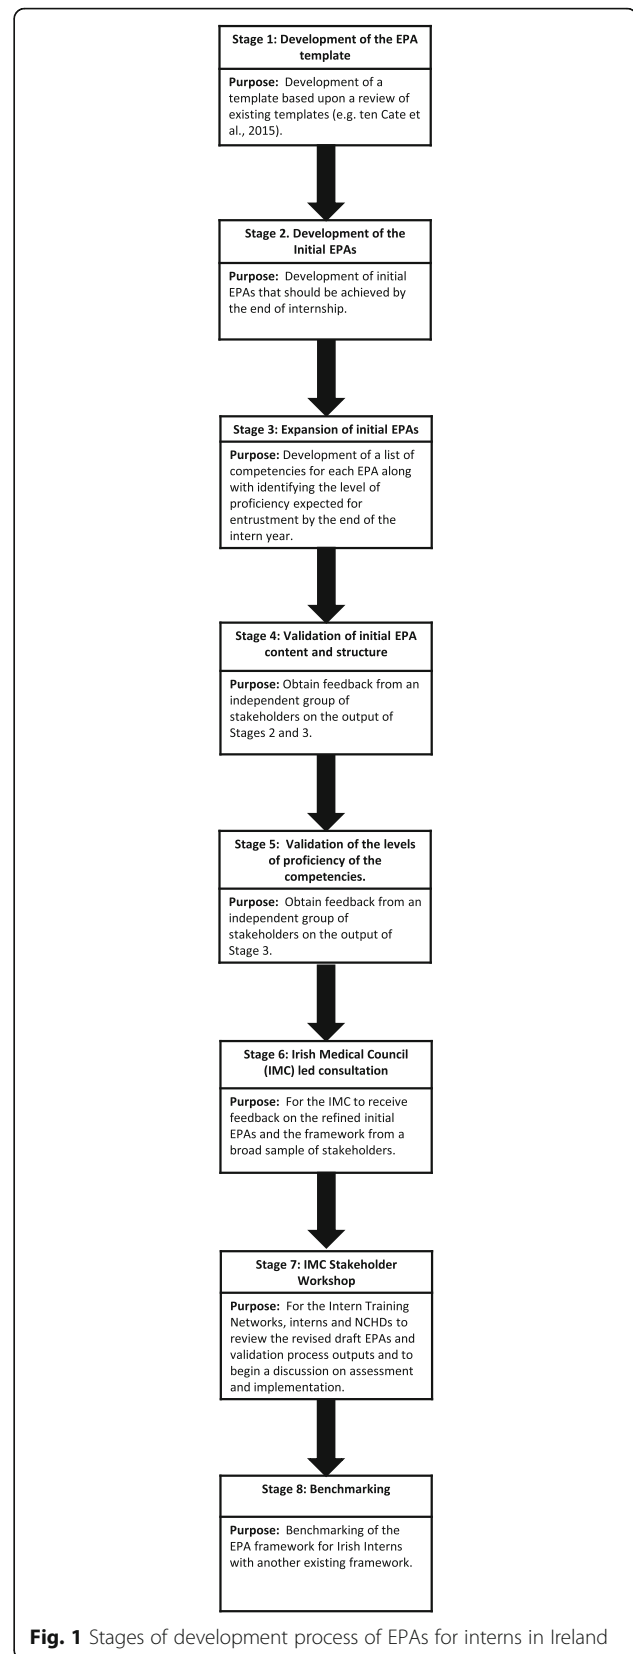 Stage 1: Development of the EPA
template
Purpose: Development of a
template based upon a review of
existing templates (e.g. ten Cate et
al., 2015).
Stage 2. Development of the
Initial EPAs
Purpose: Development of initial
EPAs that should be achieved by
the end of internship.
Stage 3: Expansion of initial EPAs
Purpose: Development of a list of
competencies for each EPA along
with identifying the level of
proficiency expected for
entrustment by the end of the
intern year.
Stage 4: Validation of initial EPA
content and structure
Purpose: Obtain feedback from an
independent group of
stakeholders on the output of
Stages 2 and 3.
Stage 5: Validation of the levels
of proficiency of the
competencies.
Purpose: Obtain feedback from an
independent group of
stakeholders on the output of
Stage 3.
Stage 6: Irish Medical Council
(IMC) led consultation
Purpose: For the IMC to receive
feedback on the refined initial
EPAs and the framework from a
broad sample of stakeholders.
Stage 7: IMC Stakeholder
Workshop
Purpose: For the Intern Training
Networks, interns and NCHDs to
review the revised draft EPAs and
validation process outputs and to
begin a discussion on assessment
and implementation.
Stage 8: Benchmarking
Purpose: Benchmarking of the
EPA framework for Irish Interns
with another existing framework.
Fig. 1 Stages of development process of EPAs for interns in Ireland